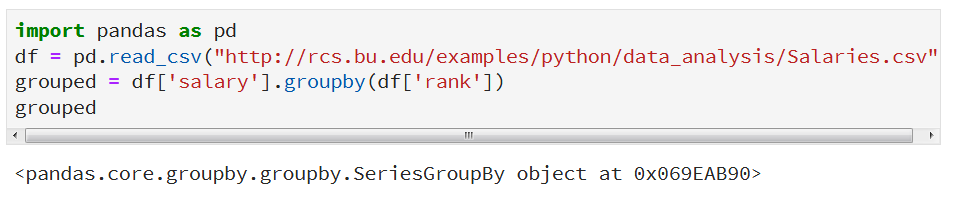 import pandas as pd
df = pd.read_csv("http://rcs.bu.edu/examples/python/data_analysis/Salaries.csv"
grouped = df['salary'].groupby(df['rank'])
grouped
<pandas.core.groupby.groupby.SeriesGroupBy object at 0x069EAB90>